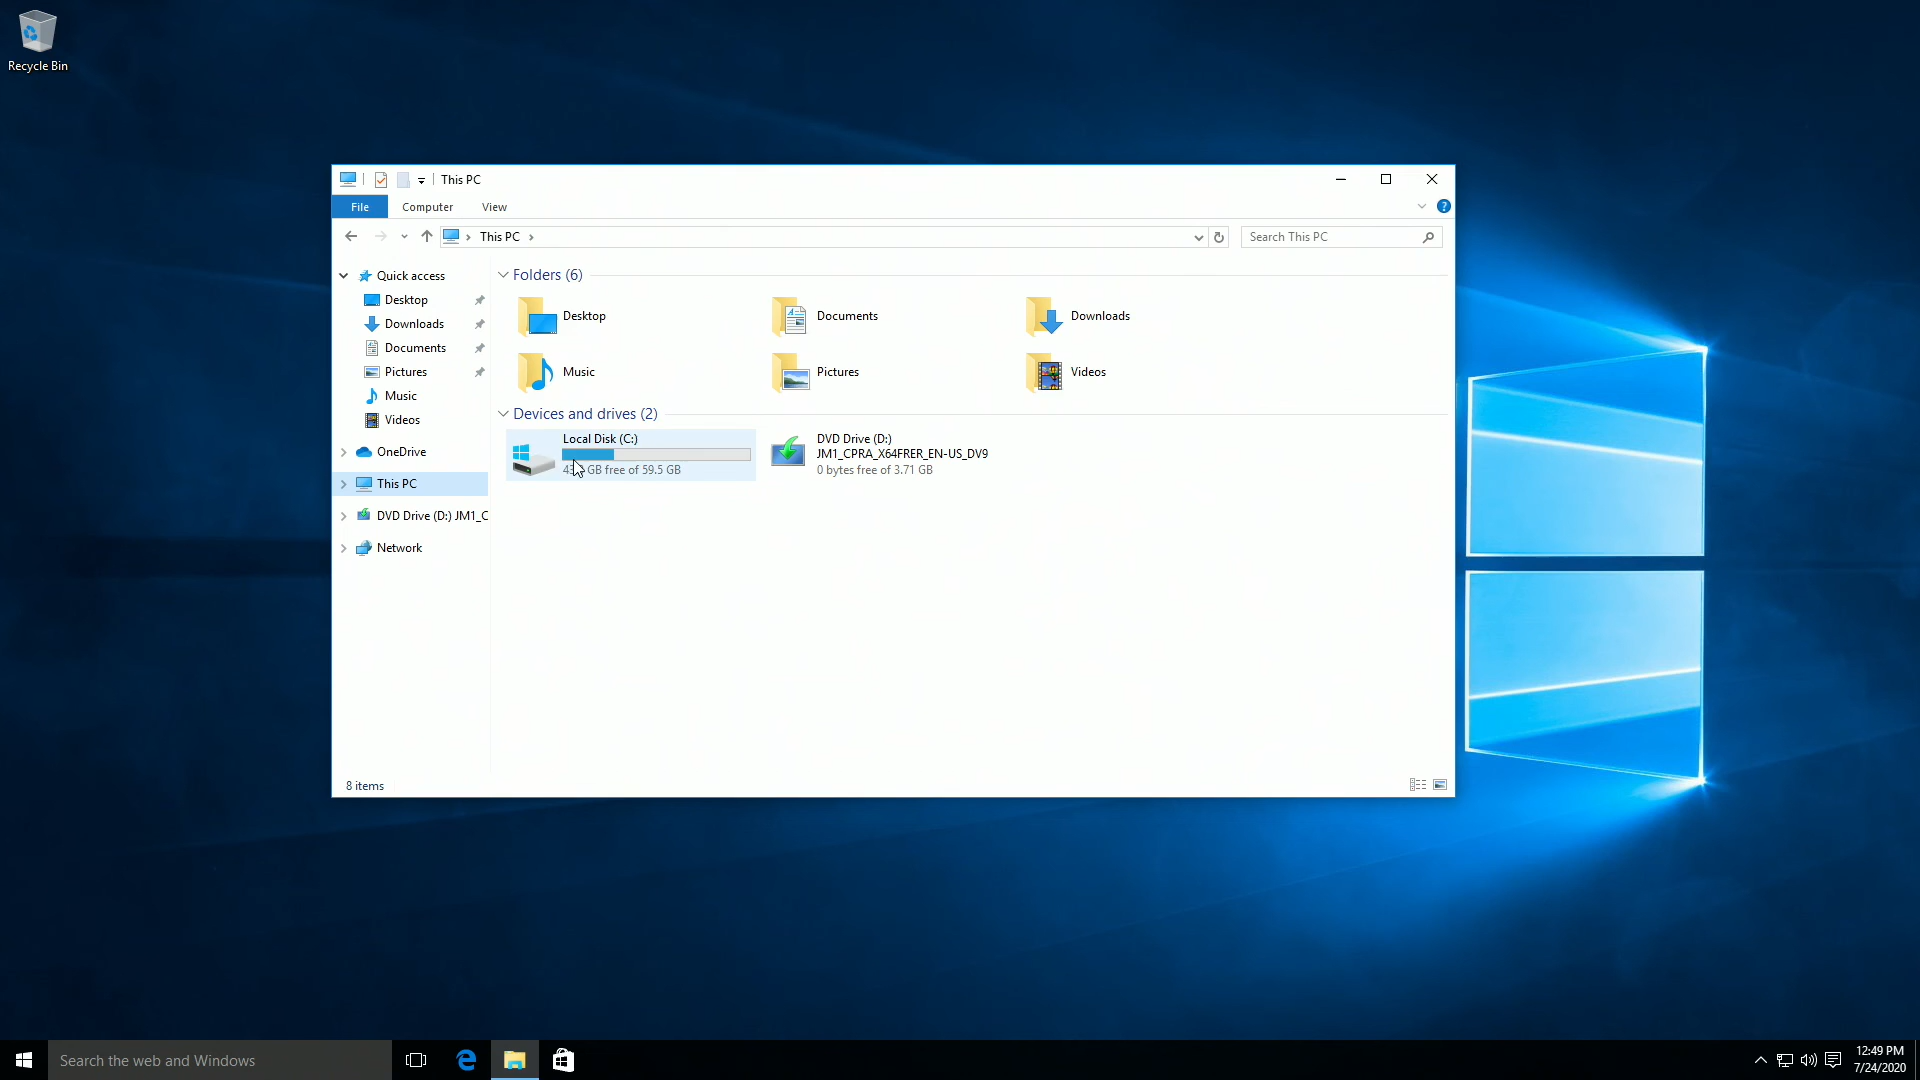 Recycle Bin
This PC
File
Computer
View
This PC
Search This PC
Quick access
Desktop
Downloads
Documents
Pictures
Music
Videos
OneDrive
This PC
DVD Drive (D:) JM1_C
Network
Folders (6)
Desktop
Documents
Downloads
Music
Pictures
Videos
Devices and drives (2)
Local Disk (C:)
GB free of 59.5 GB
DVD Drive (D:)
JM1_CPRA_X64FRER_EN-US_DV9
0 bytes free of 3.71 GB
8 items
Search the web and Windows
12:49 PM
7/24/2020